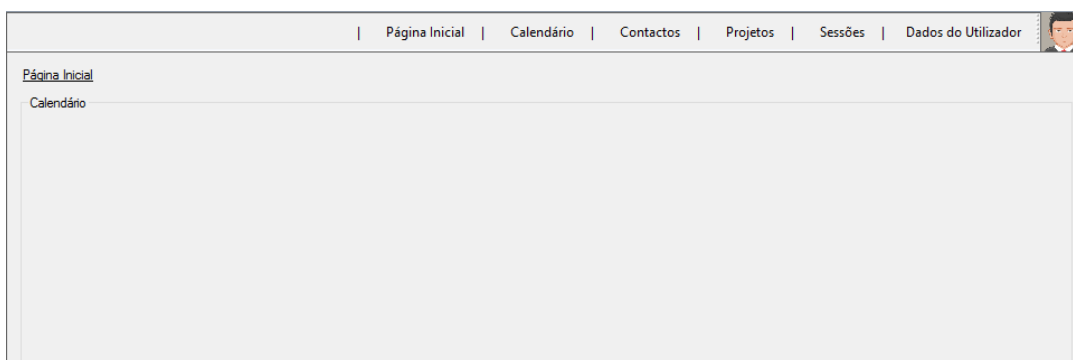 | Página Inicial | Calendário | Contactos | Projetos | Sessões | Dados do Utilizador
Página Inicial
Calendário